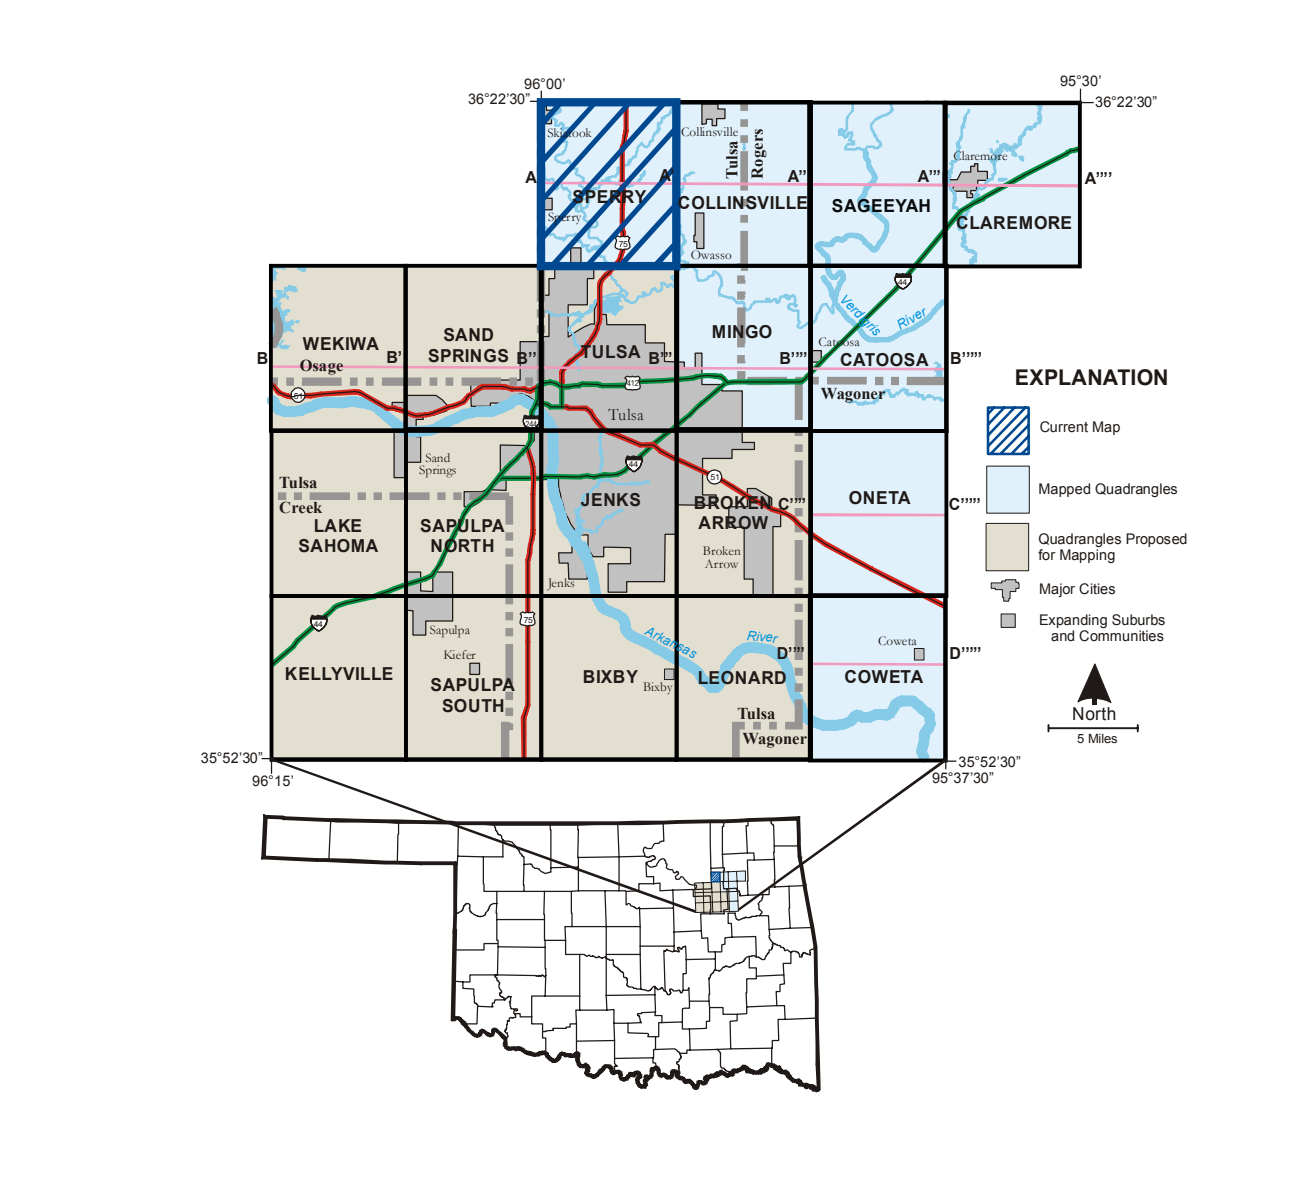 96°00’
95°30’
36°22’30”
36°22’30”
Skiatook
Collinsville
Tulsa
Rogers
Claremore
A
A’
A’’
A’’’
A’’’’
SPERRY
COLLINSVILLE
SAGEEYAH
CLAREMORE
Sperry
75
Owasso
44
Verdigris
River
WEKIWA
SAND
SPRINGS
TULSA
MINGO
Catoosa
CATOOSA
B
B’
B’’
B’’’
B’’’’
B’’’’’
Osage
412
51
Wagoner
Tulsa
244
EXPLANATION
Current Map
Mapped Quadrangles
Quadrangles Proposed
for Mapping
Major Cities
Expanding Suburbs
and Communities
North
5 Miles
Sand
Springs
44
51
Tulsa
Creek
LAKE
SAHOMA
SAPULPA
NORTH
JENKS
BROKEN
ARROW
C’’’’
ONETA
C’’’’’
Broken
Arrow
Jenks
44
75
Sapulpa
Kiefer
KELLYVILLE
SAPULPA
SOUTH
BIXBY
Bixby
Arkansas
River
D’’’’
LEONARD
Coweta
COWETA
D’’’’’
Tulsa
Wagoner
35°52’30”
35°52’30”
96°15’
95°37’30”